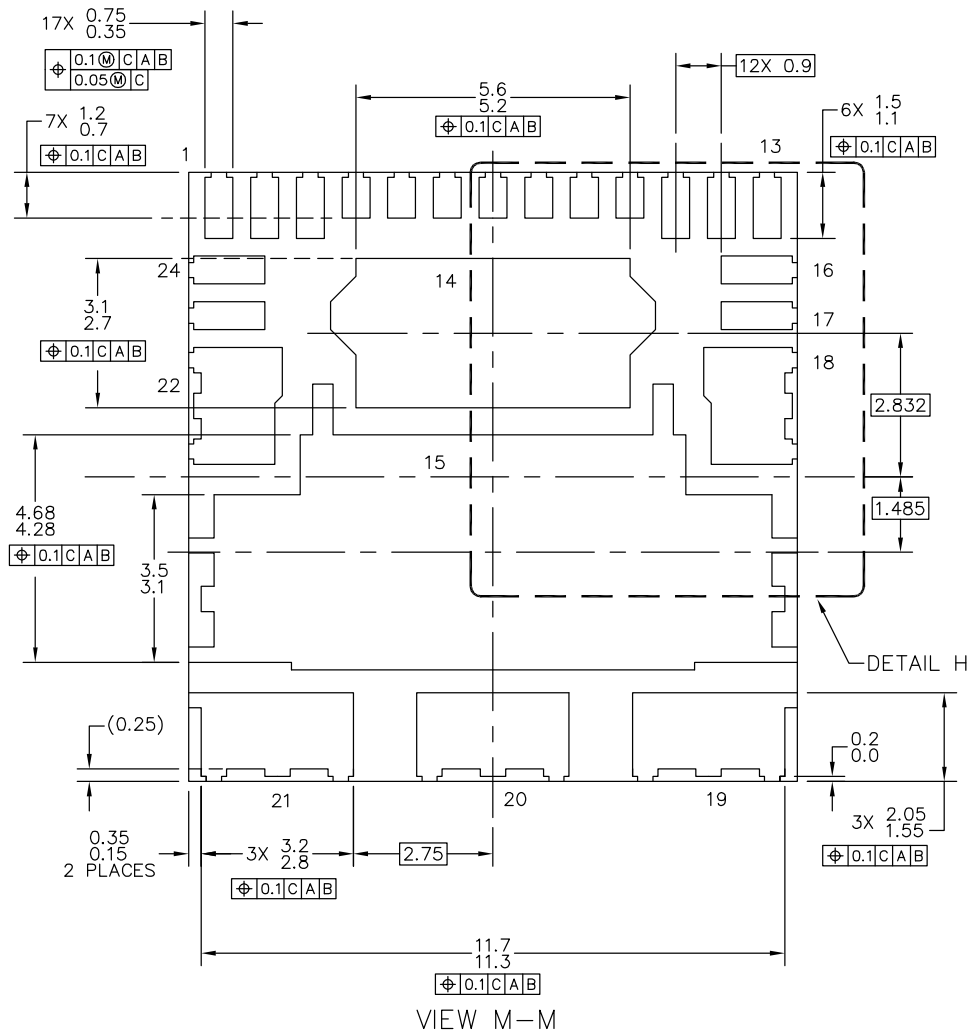 17X 0.75
0.35
⌖ 0.1Ⓜ C A B
0.05Ⓜ C
7X 1.2
0.7
⌖ 0.1 C A B
5.6
5.2
⌖ 0.1 C A B
12X 0.9
6X 1.5
1.1
⌖ 0.1 C A B
1
13
24
14
16
3.1
2.7
⌖ 0.1 C A B
17
22
18
2.832
15
4.68
4.28
⌖ 0.1 C A B
1.485
3.5
3.1
DETAIL H
(0.25)
0.2
0.0
21
20
19
0.35
0.15
2 PLACES
3X 3.2
2.8
⌖ 0.1 C A B
2.75
3X 2.05
1.55
⌖ 0.1 C A B
11.7
11.3
⌖ 0.1 C A B
VIEW M–M